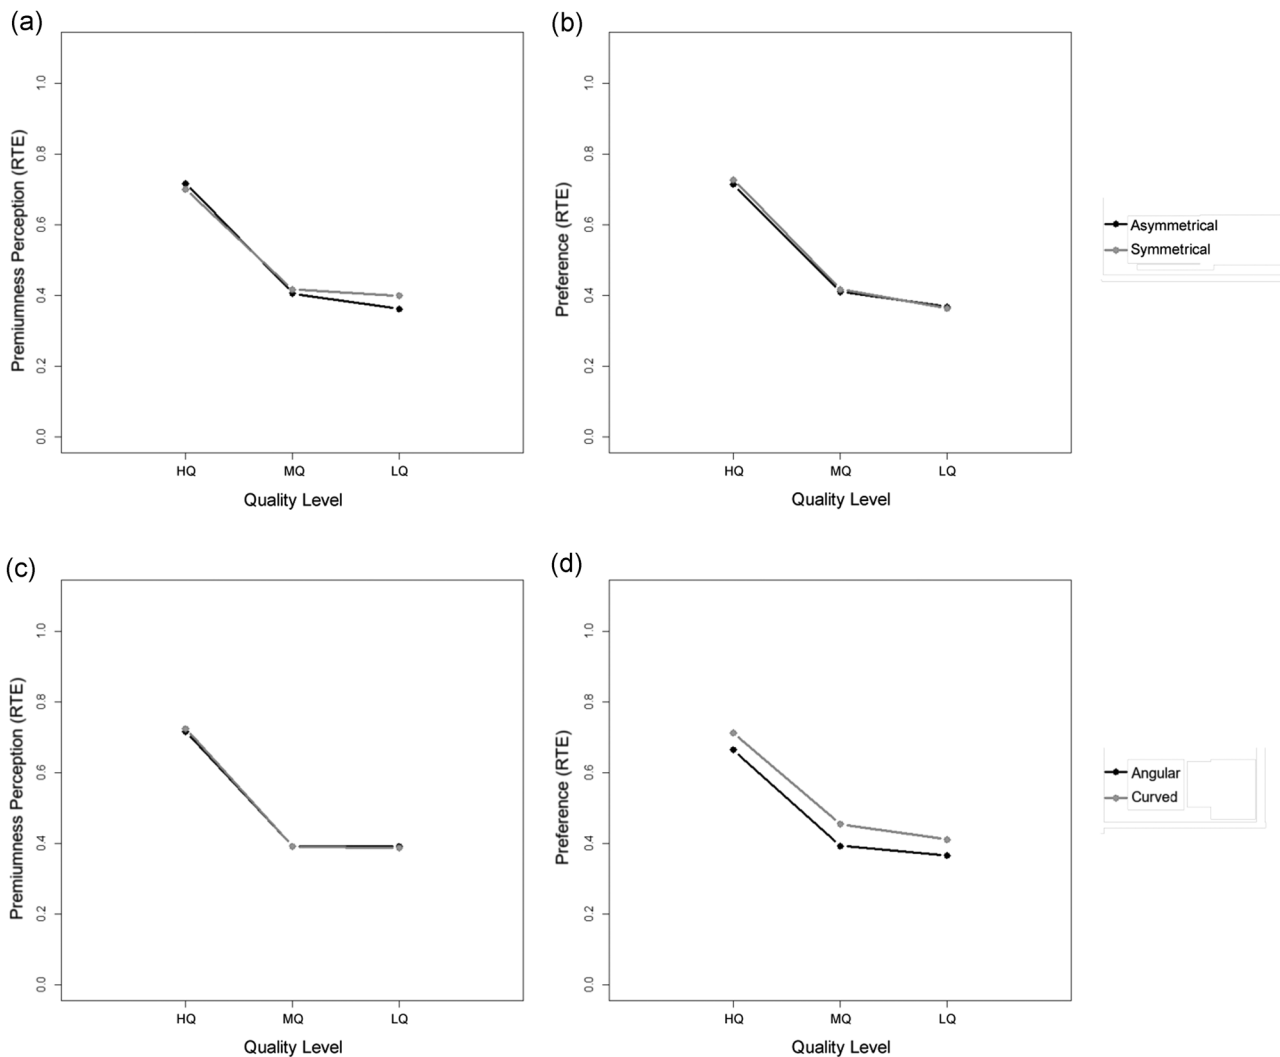 (a)
Premiumness Perception (RTE)
1.0
0.8
0.6
0.4
0.2
0.0
HQ MQ LQ
Quality Level
(b)
Preference (RTE)
1.0
0.8
0.6
0.4
0.2
0.0
HQ MQ LQ
Quality Level
Asymmetrical
Symmetrical
(c)
Premiumness Perception (RTE)
1.0
0.8
0.6
0.4
0.2
0.0
HQ MQ LQ
Quality Level
(d)
Preference (RTE)
1.0
0.8
0.6
0.4
0.2
0.0
HQ MQ LQ
Quality Level
Angular
Curved